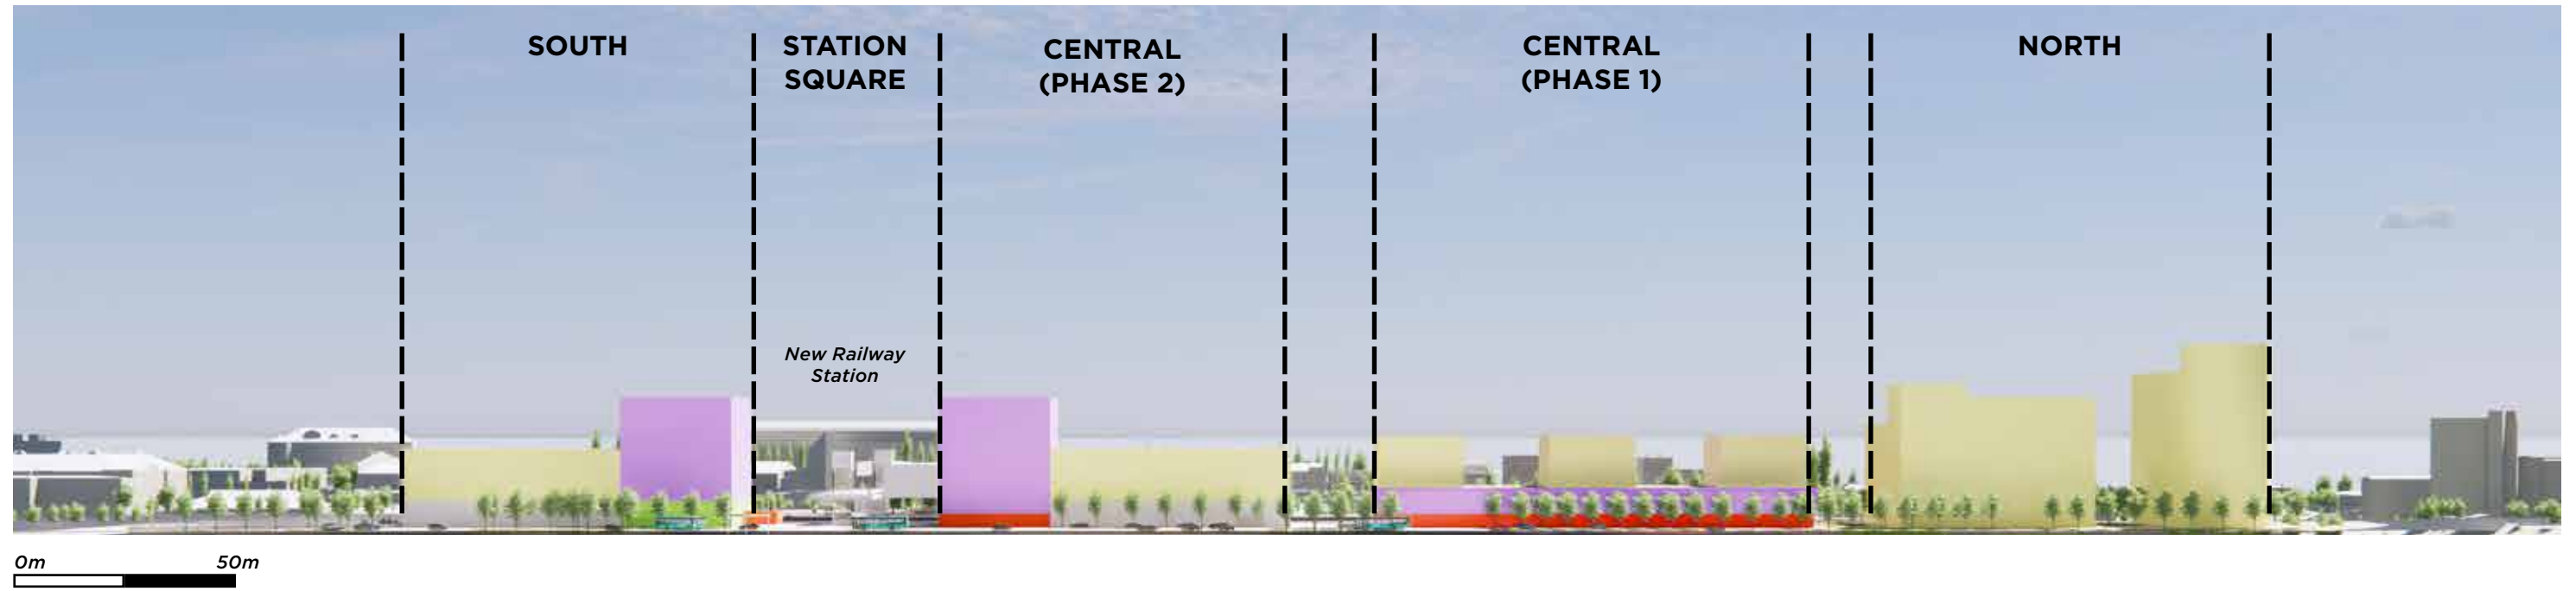 SOUTH
STATION
SQUARE
CENTRAL
(PHASE 2)
CENTRAL
(PHASE 1)
NORTH
New Railway
Station
0m 50m